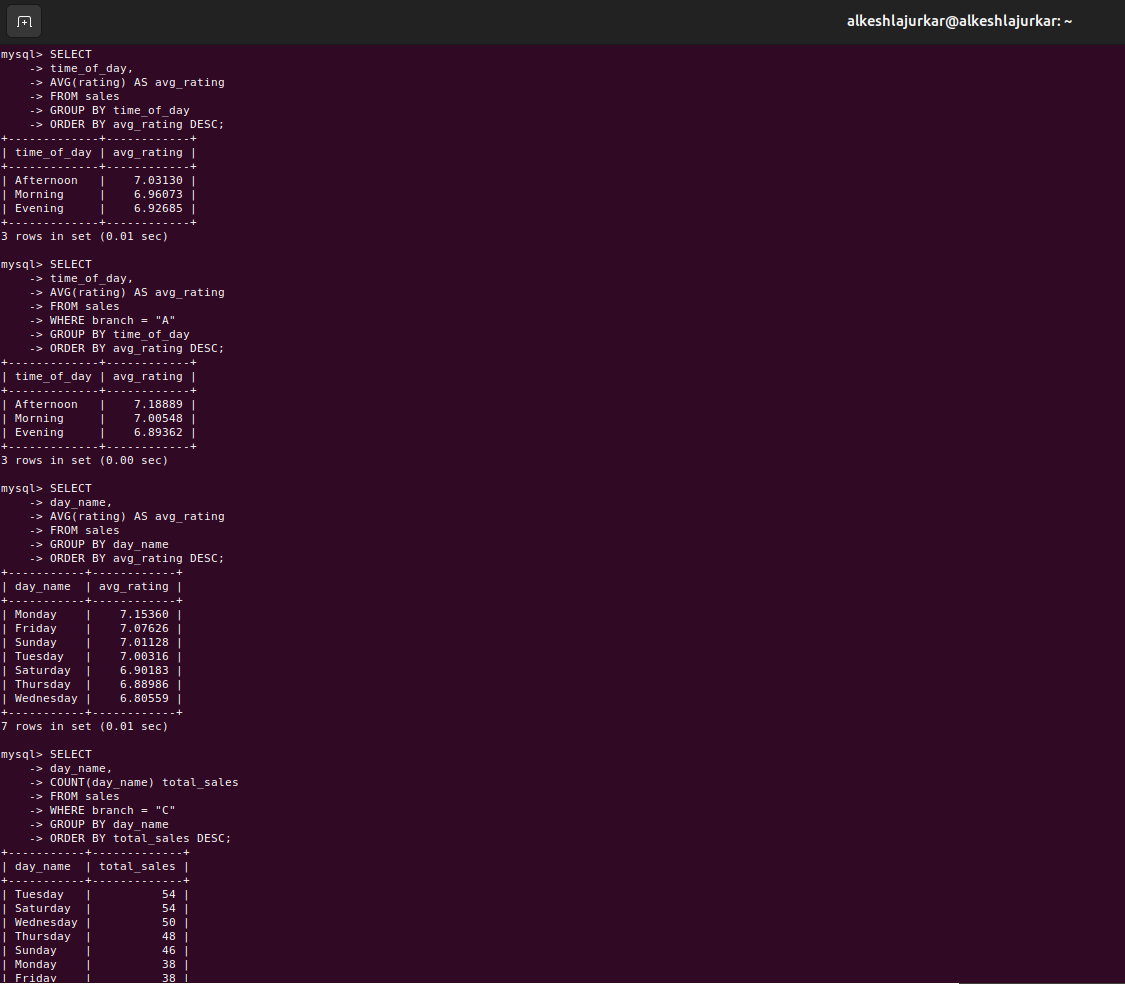 alkeshlajurkar@alkeshlajurkar: ~
mysql> SELECT
    -> time_of_day,
    -> AVG(rating) AS avg_rating
    -> FROM sales
    -> GROUP BY time_of_day
    -> ORDER BY avg_rating DESC;
+-------------+------------+
| time_of_day | avg_rating |
+-------------+------------+
| Afternoon   |    7.03130 |
| Morning     |    6.96073 |
| Evening     |    6.92685 |
+-------------+------------+
3 rows in set (0.01 sec)

mysql> SELECT
    -> time_of_day,
    -> AVG(rating) AS avg_rating
    -> FROM sales
    -> WHERE branch = "A"
    -> GROUP BY time_of_day
    -> ORDER BY avg_rating DESC;
+-------------+------------+
| time_of_day | avg_rating |
+-------------+------------+
| Afternoon   |    7.18889 |
| Morning     |    7.00548 |
| Evening     |    6.89362 |
+-------------+------------+
3 rows in set (0.00 sec)

mysql> SELECT
    -> day_name,
    -> AVG(rating) AS avg_rating
    -> FROM sales
    -> GROUP BY day_name
    -> ORDER BY avg_rating DESC;
+-----------+------------+
| day_name  | avg_rating |
+-----------+------------+
| Monday    |    7.15360 |
| Friday    |    7.07626 |
| Sunday    |    7.01128 |
| Tuesday   |    7.00316 |
| Saturday  |    6.90183 |
| Thursday  |    6.88986 |
| Wednesday |    6.80559 |
+-----------+------------+
7 rows in set (0.01 sec)

mysql> SELECT
    -> day_name,
    -> COUNT(day_name) total_sales
    -> FROM sales
    -> WHERE branch = "C"
    -> GROUP BY day_name
    -> ORDER BY total_sales DESC;
+-----------+-------------+
| day_name  | total_sales |
+-----------+-------------+
| Tuesday   |          54 |
| Saturday  |          54 |
| Wednesday |          50 |
| Thursday  |          48 |
| Sunday    |          46 |
| Monday    |          38 |
| Friday    |          38 |